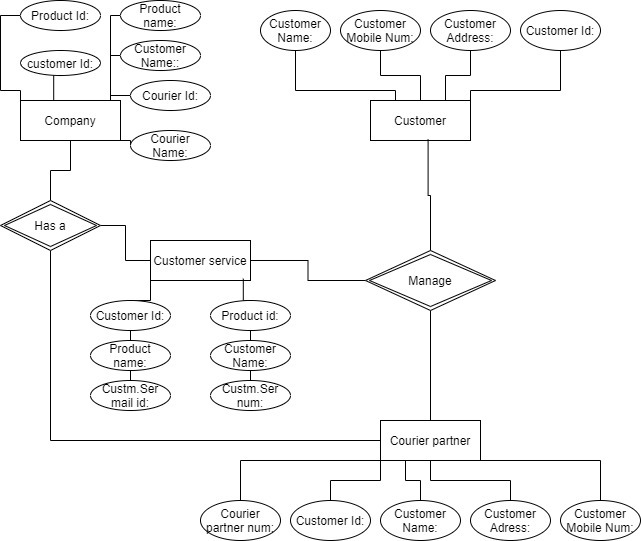 Product Id:
Product
name:
customer Id:
Customer
Name::
Courier Id:
Company
Courier
Name:
Customer
Name:
Customer
Mobile Num:
Customer
Address:
Customer Id:
Customer
Has a
Customer service
Manage
Customer Id:
Product id:
Product
name:
Customer
Name:
Custm.Ser
mail id:
Custm.Ser
num:
Courier partner
Courier
partner num:
Customer Id:
Customer
Name:
Customer
Adress:
Customer
Mobile Num: